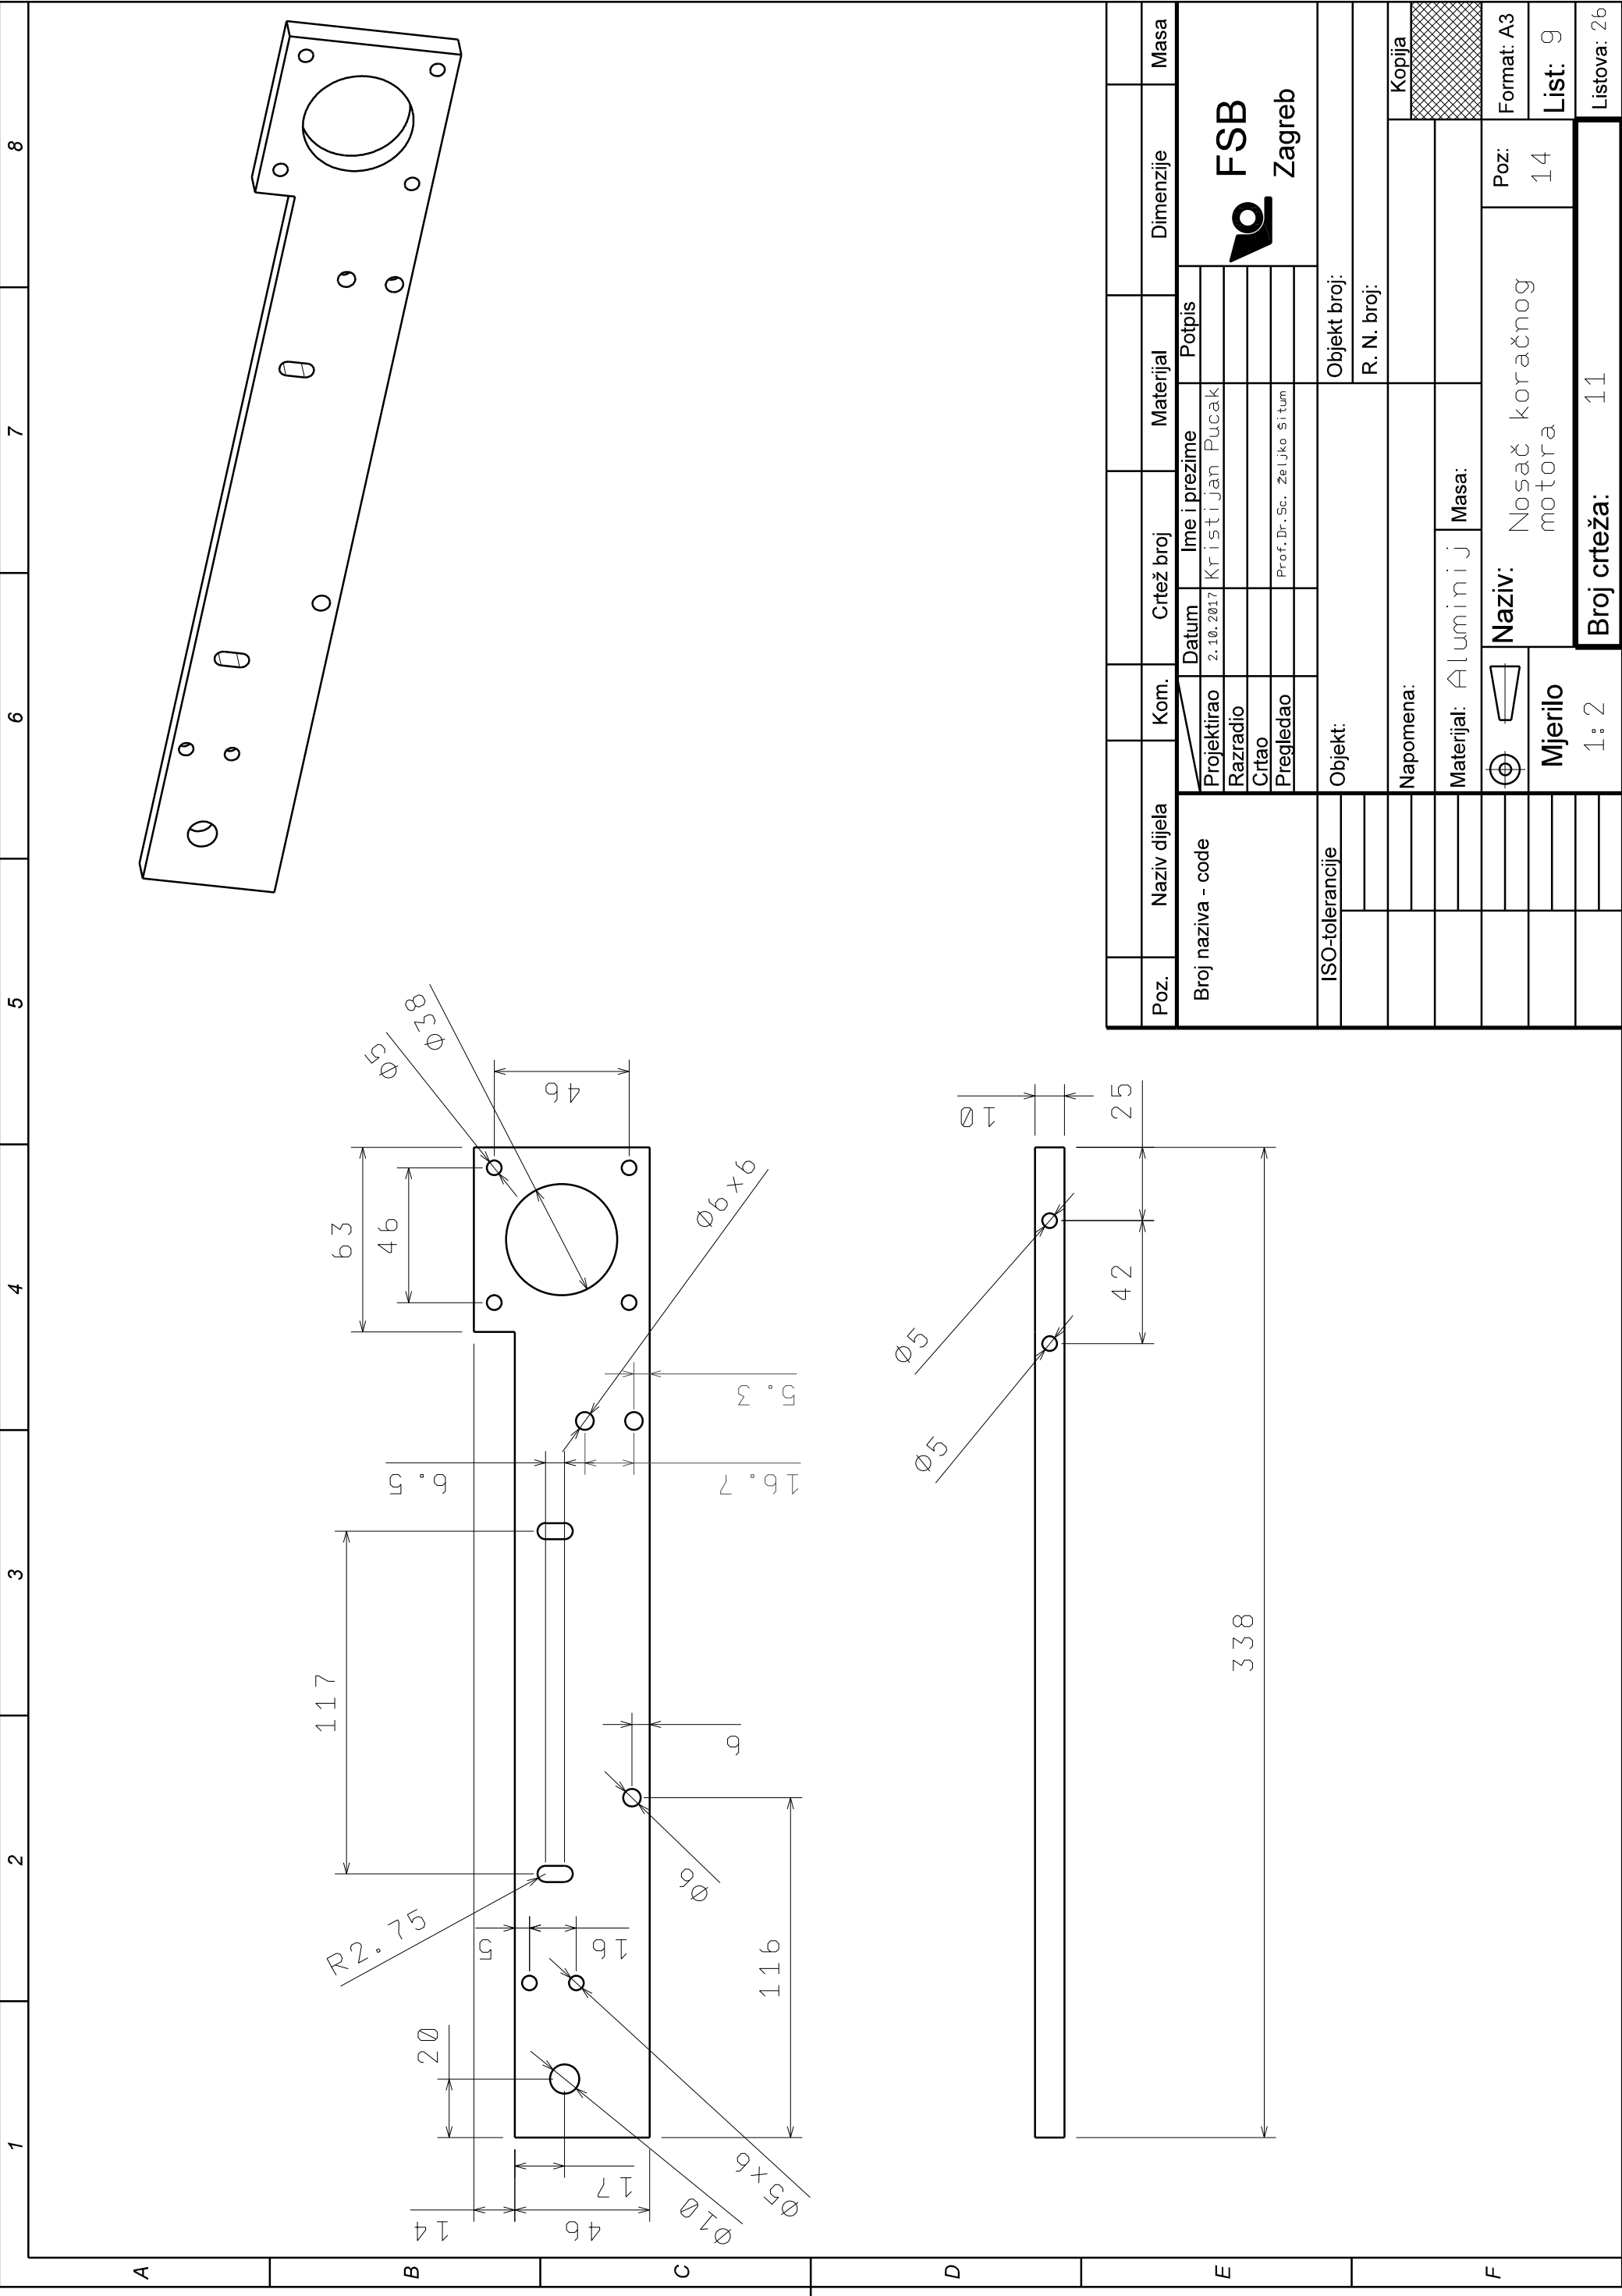 8
7
6
5
4
3
2
1
A
B
C
D
E
F
Ø5
Ø38
46
63
46
Ø6x6
5.3
16.7
6.5
117
6
Ø6
116
R2.75
5
16
20
17
14
46
Ø10
Ø5x6
10
25
42
Ø5
Ø5
338
Poz.
Naziv dijela
Kom.
Crtež broj
Materijal
Dimenzije
Masa
Broj naziva - code
Datum
Ime i prezime
Potpis
Projektirao
2.10.2017
Kristijan Pucak
Razradio
Crtao
Pregledao
Prof.Dr.Sc. Željko Šitum
FSB
Zagreb
ISO-tolerancije
Objekt:
Objekt broj:
R. N. broj:
Napomena:
Kopija
Materijal: Aluminij
Masa:
Naziv:
Nosač koračnog
motora
Poz:
14
Format: A3
List: 9
Listova: 26
Mjerilo
1:2
Broj crteža: 11